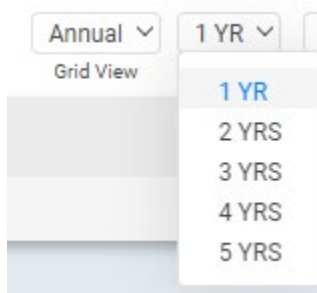 Annual 1 YR
Grid View
1 YR
2 YRS
3 YRS
4 YRS
5 YRS